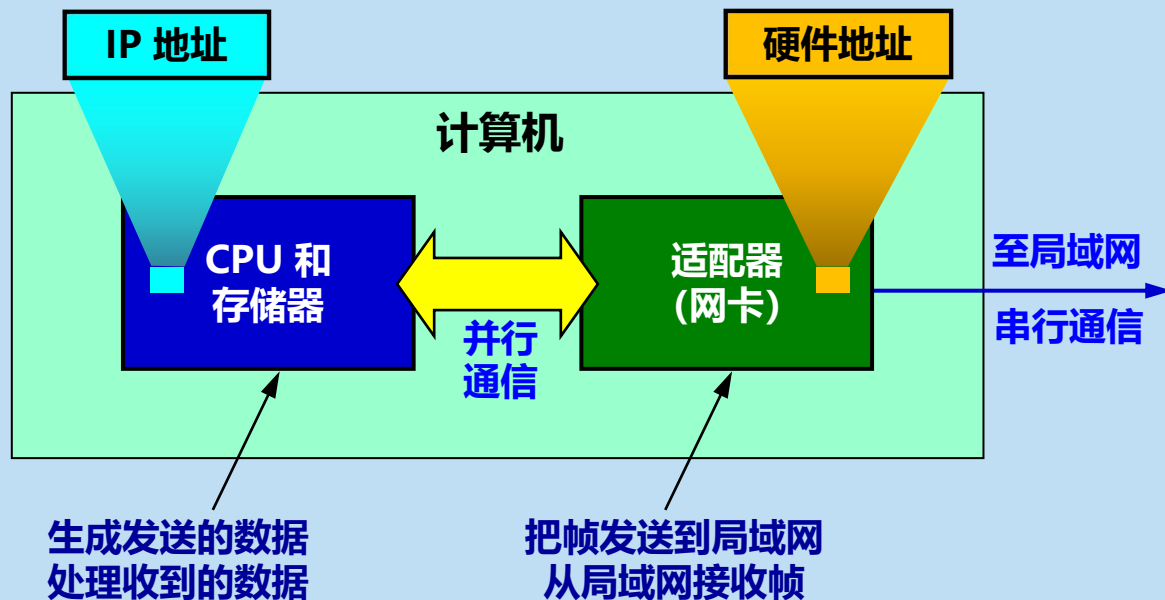 IP 地址
硬件地址
计算机
CPU 和
存储器
适配器
(网卡)
并行
通信
至局域网
串行通信
生成发送的数据
处理收到的数据
把帧发送到局域网
从局域网接收帧